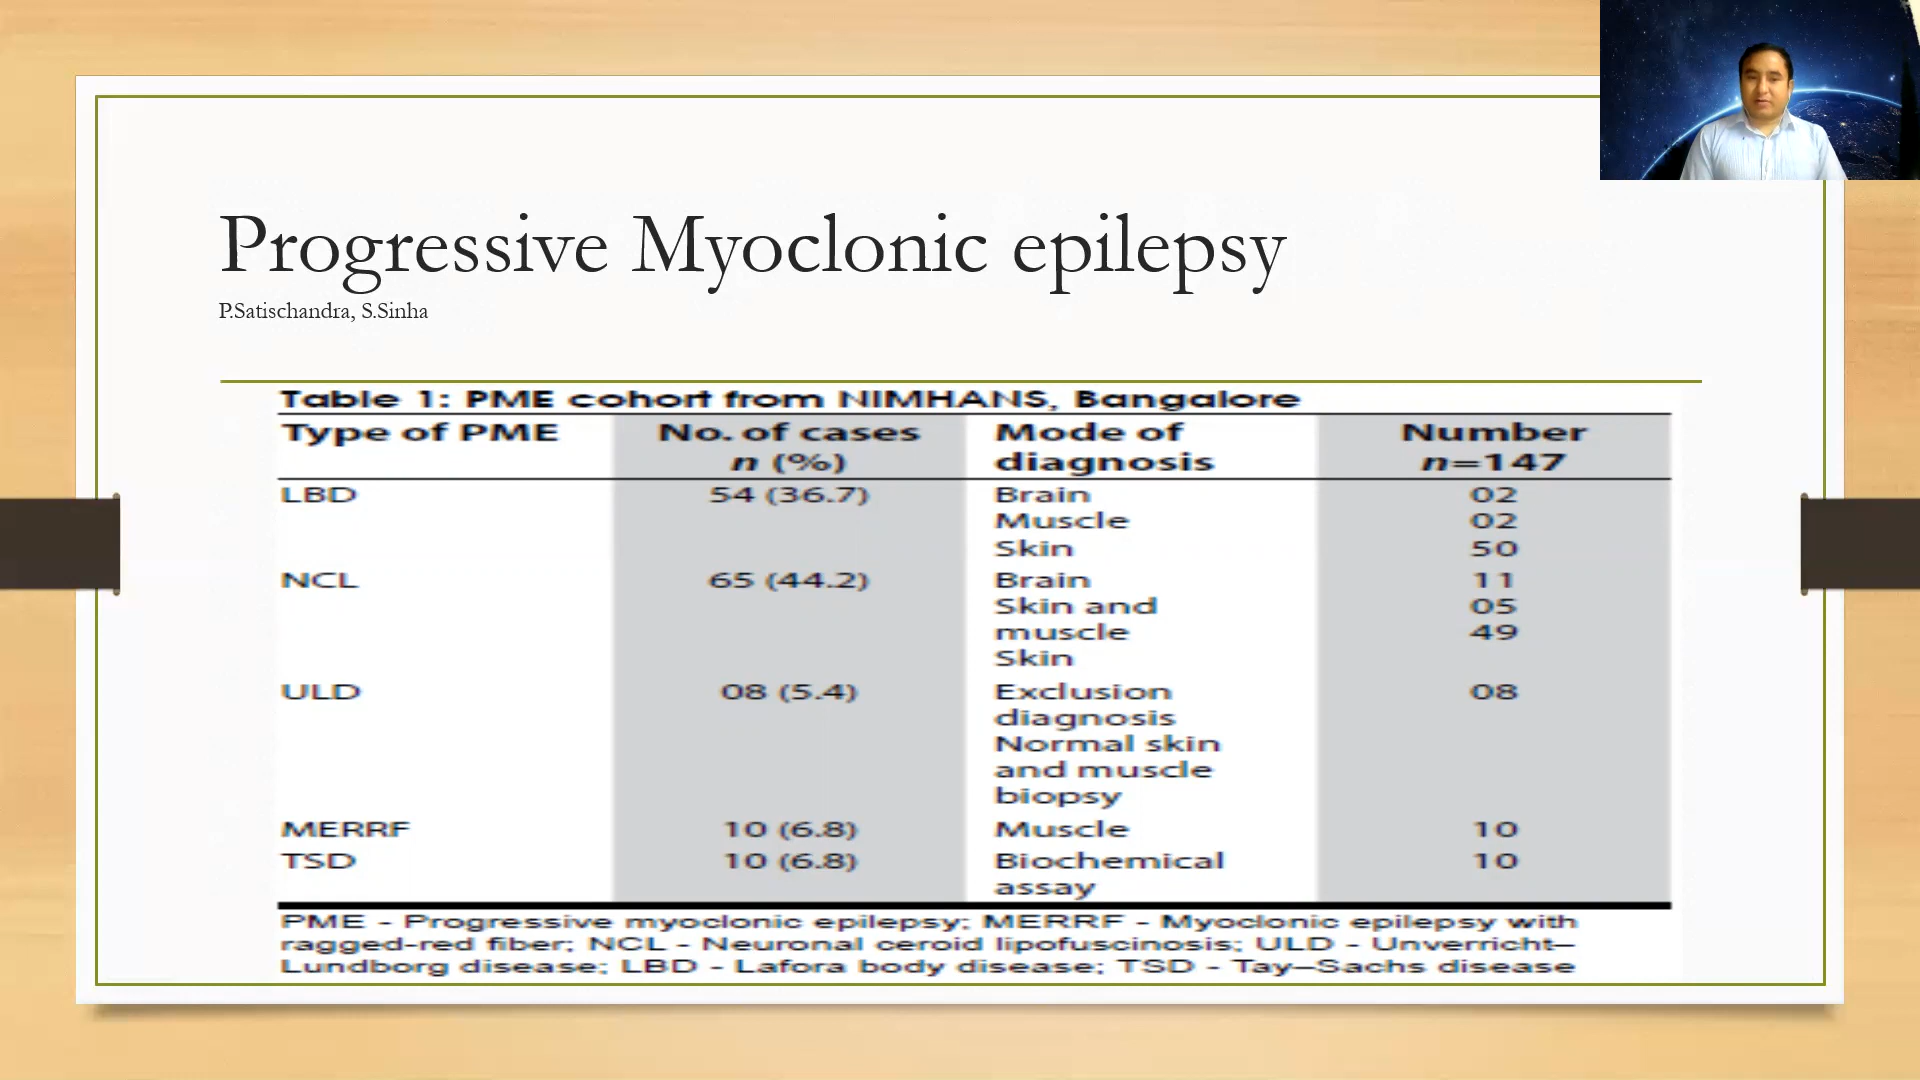 Progressive Myoclonic epilepsy
P.Satischandra, S.Sinha
Table 1: PME cohort from NIMHANS, Bangalore
Type of PME No. of cases n (%) Mode of diagnosis Number n=147
LBD 54 (36.7) Brain 02
Muscle 02
Skin 50
NCL 65 (44.2) Brain 11
Skin and 05
muscle 49
Skin
ULD 08 (5.4) Exclusion 08
diagnosis
Normal skin
and muscle
biopsy
MERRF 10 (6.8) Muscle 10
TSD 10 (6.8) Biochemical 10
assay
PME - Progressive myoclonic epilepsy; MERRF - Myoclonic epilepsy with
ragged-red fiber; NCL - Neuronal ceroid lipofuscinosis; ULD - Unverricht–
Lundborg disease; LBD - Lafora body disease; TSD - Tay–Sachs disease